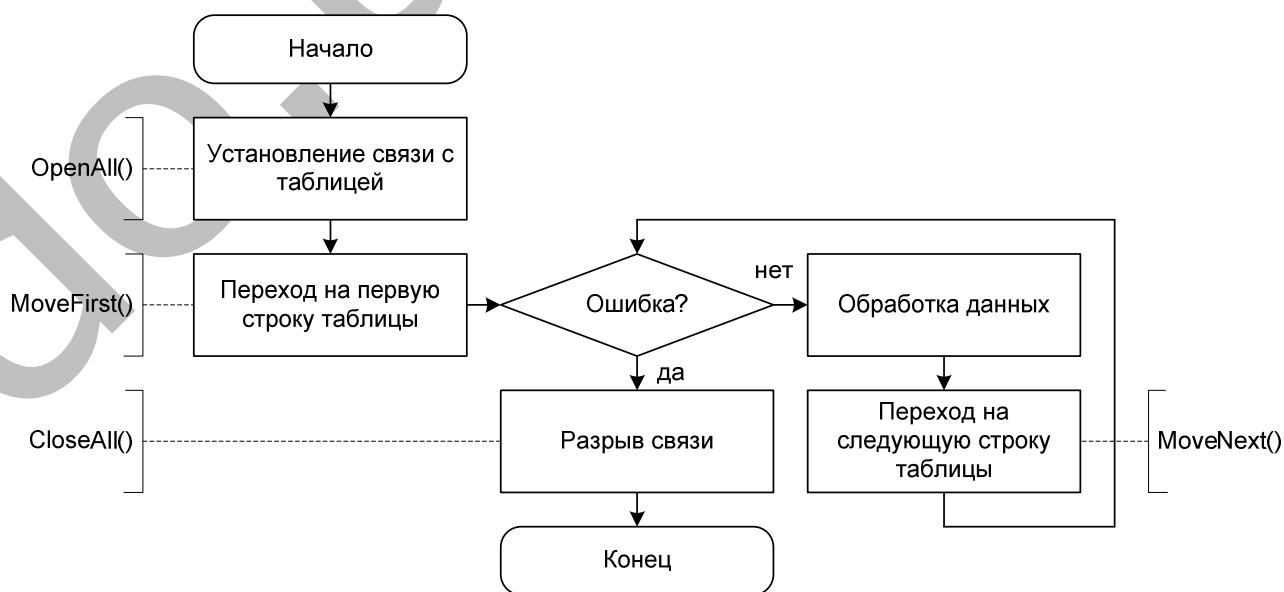 Начало
OpenAll()
Установление связи с
таблицей
MoveFirst()
Переход на первую
строку таблицы
Ошибка?
нет
Обработка данных
да
CloseAll()
Разрыв связи
Переход на
следующую строку
таблицы
MoveNext()
Конец